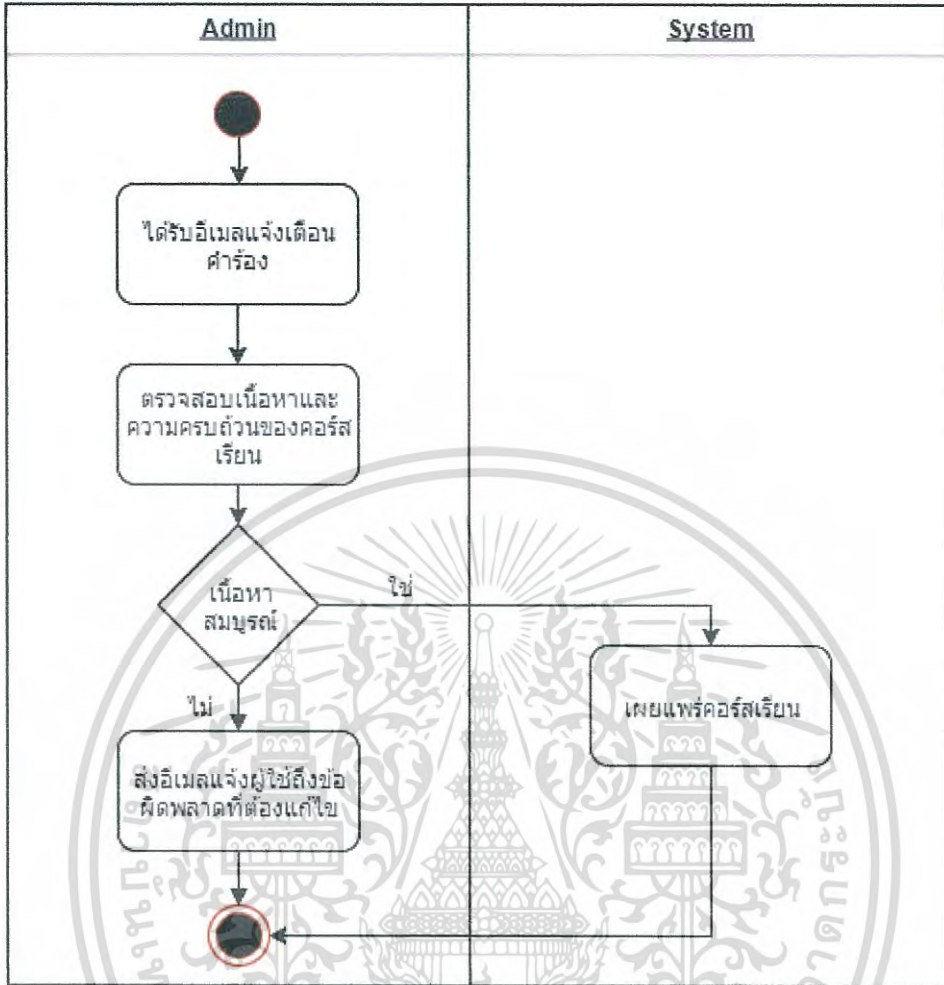 Admin
System
ได้รับอีเมลแจ้งเตือน
คำร้อง
ตรวจสอบเนื้อหาและ
ความครบถ้วนของคอร์ส
เรียน
เนื้อหา
สมบูรณ์
ใช่
ไม่
เผยแพร่คอร์สเรียน
ส่งอีเมลแจ้งผู้ใช้ถึงข้อ
ผิดพลาดที่ต้องแก้ไข